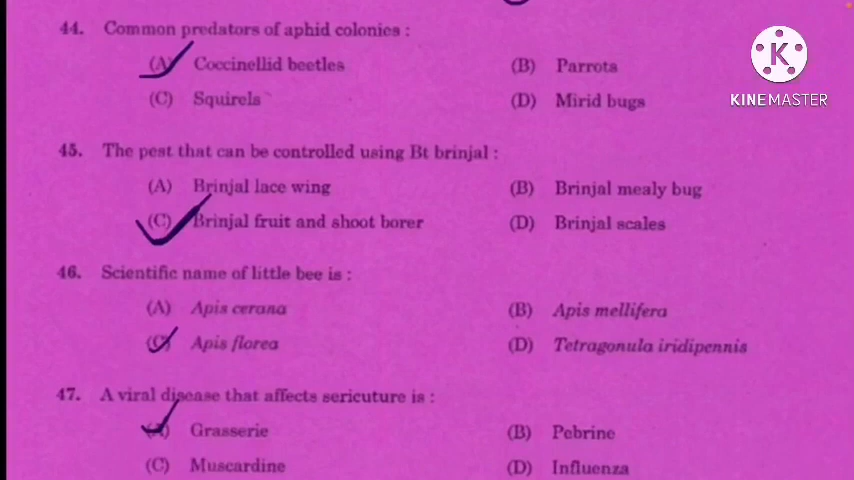 44. Common predators of aphid colonies :
(A) Coccinellid beetles (B) Parrots
(C) Squirels (D) Mirid bugs
K
KINEMASTER
45. The pest that can be controlled using Bt brinjal :
(A) Brinjal lace wing (B) Brinjal mealy bug
(C) Brinjal fruit and shoot borer (D) Brinjal scales
46. Scientific name of little bee is :
(A) Apis cerana (B) Apis mellifera
(C) Apis florea (D) Tetragonula iridipennis
47. A viral disease that affects sericuture is :
(A) Grasserie (B) Pebrine
(C) Muscardine (D) Influenza